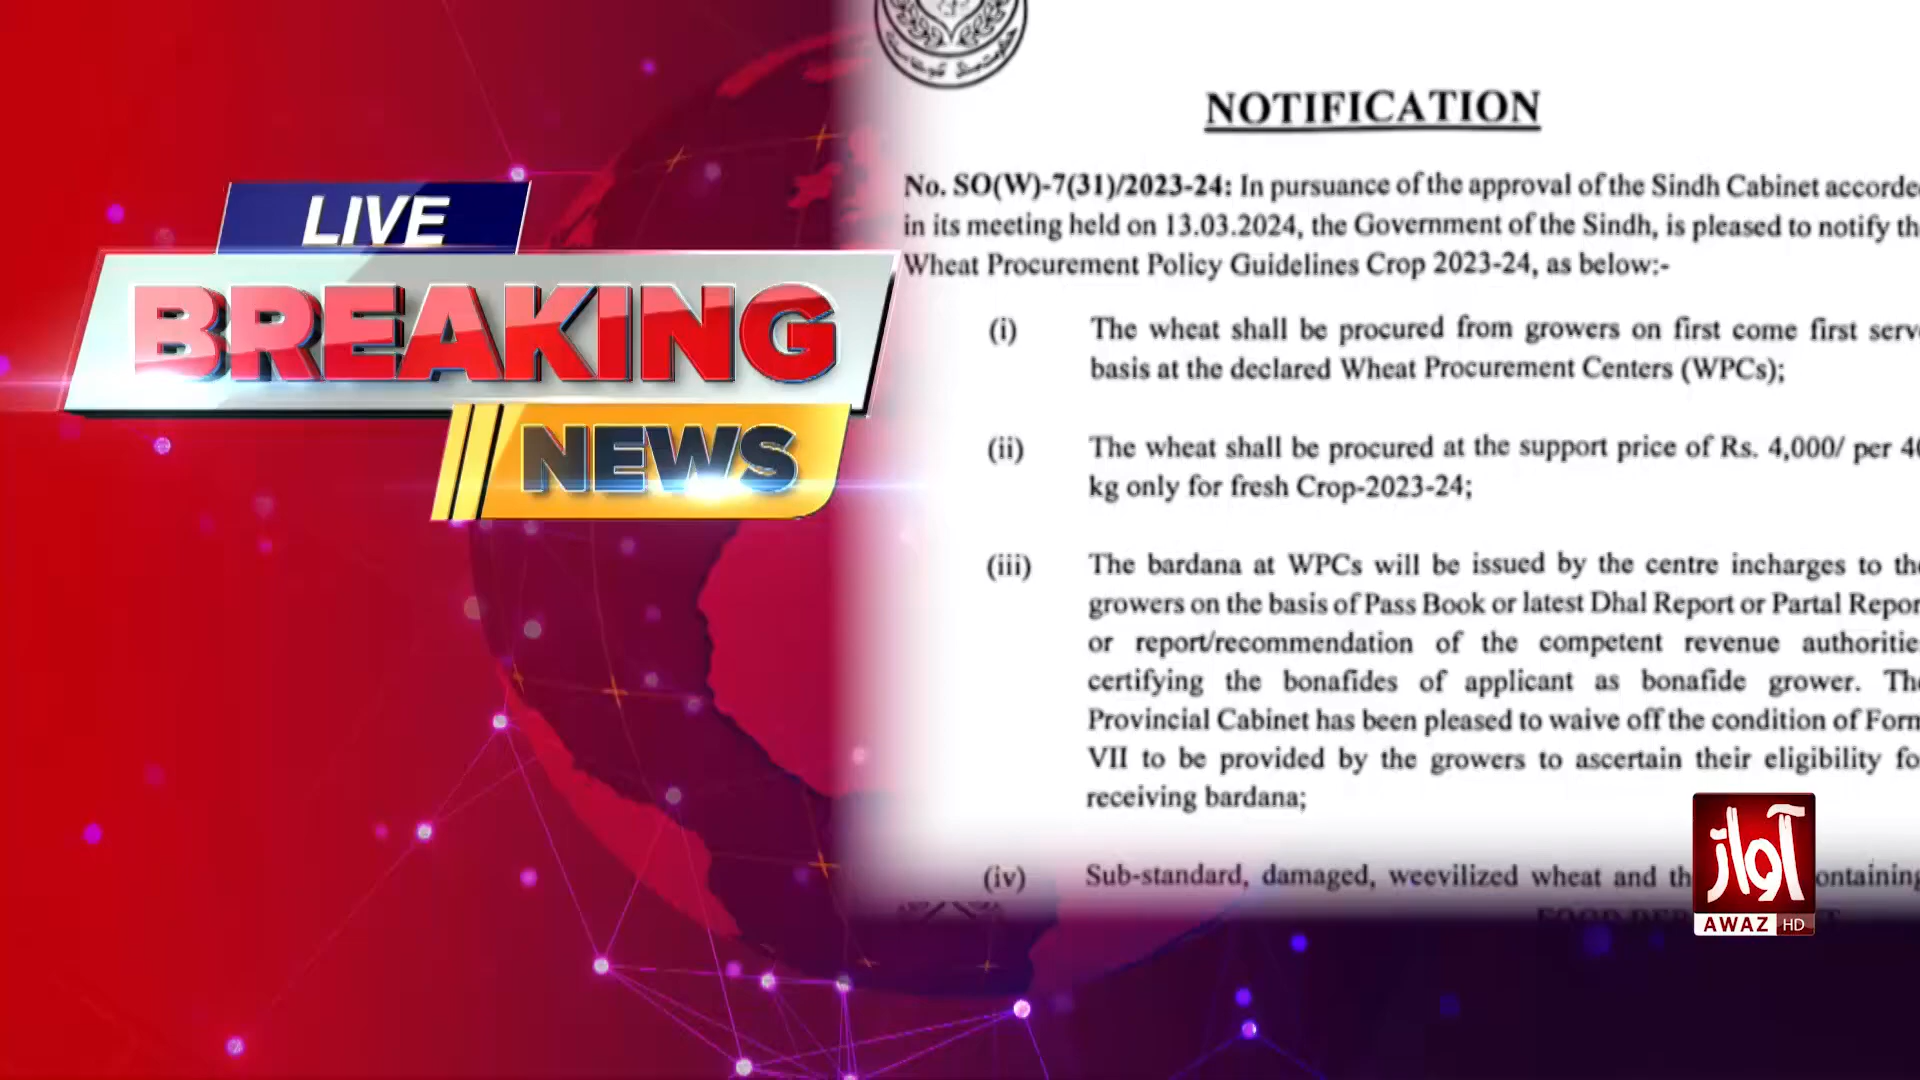 LIVE
BREAKING
NEWS
NOTIFICATION
No. SO(W)-7(31)/2023-24: In pursuance of the approval of the Sindh Cabinet accorde
in its meeting held on 13.03.2024, the Government of the Sindh, is pleased to notify th
Wheat Procurement Policy Guidelines Crop 2023-24, as below:-
(i) The wheat shall be procured from growers on first come first serv
basis at the declared Wheat Procurement Centers (WPCs);
(ii) The wheat shall be procured at the support price of Rs. 4,000/ per 40
kg only for fresh Crop-2023-24;
(iii) The bardana at WPCs will be issued by the centre incharges to the
growers on the basis of Pass Book or latest Dhal Report or Partal Repor
or report/recommendation of the competent revenue authoritie
certifying the bonafides of applicant as bonafide grower. The
Provincial Cabinet has been pleased to waive off the condition of Form
VII to be provided by the growers to ascertain their eligibility fo
receiving bardana;
(iv) Sub-standard, damaged, weevilized wheat and th ontaining
آواز
AWAZ HD